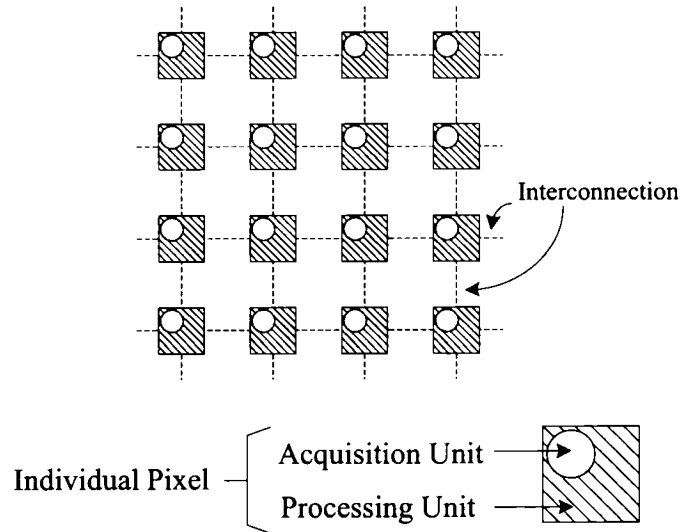 Interconnection
Acquisition Unit
Individual Pixel
Processing Unit